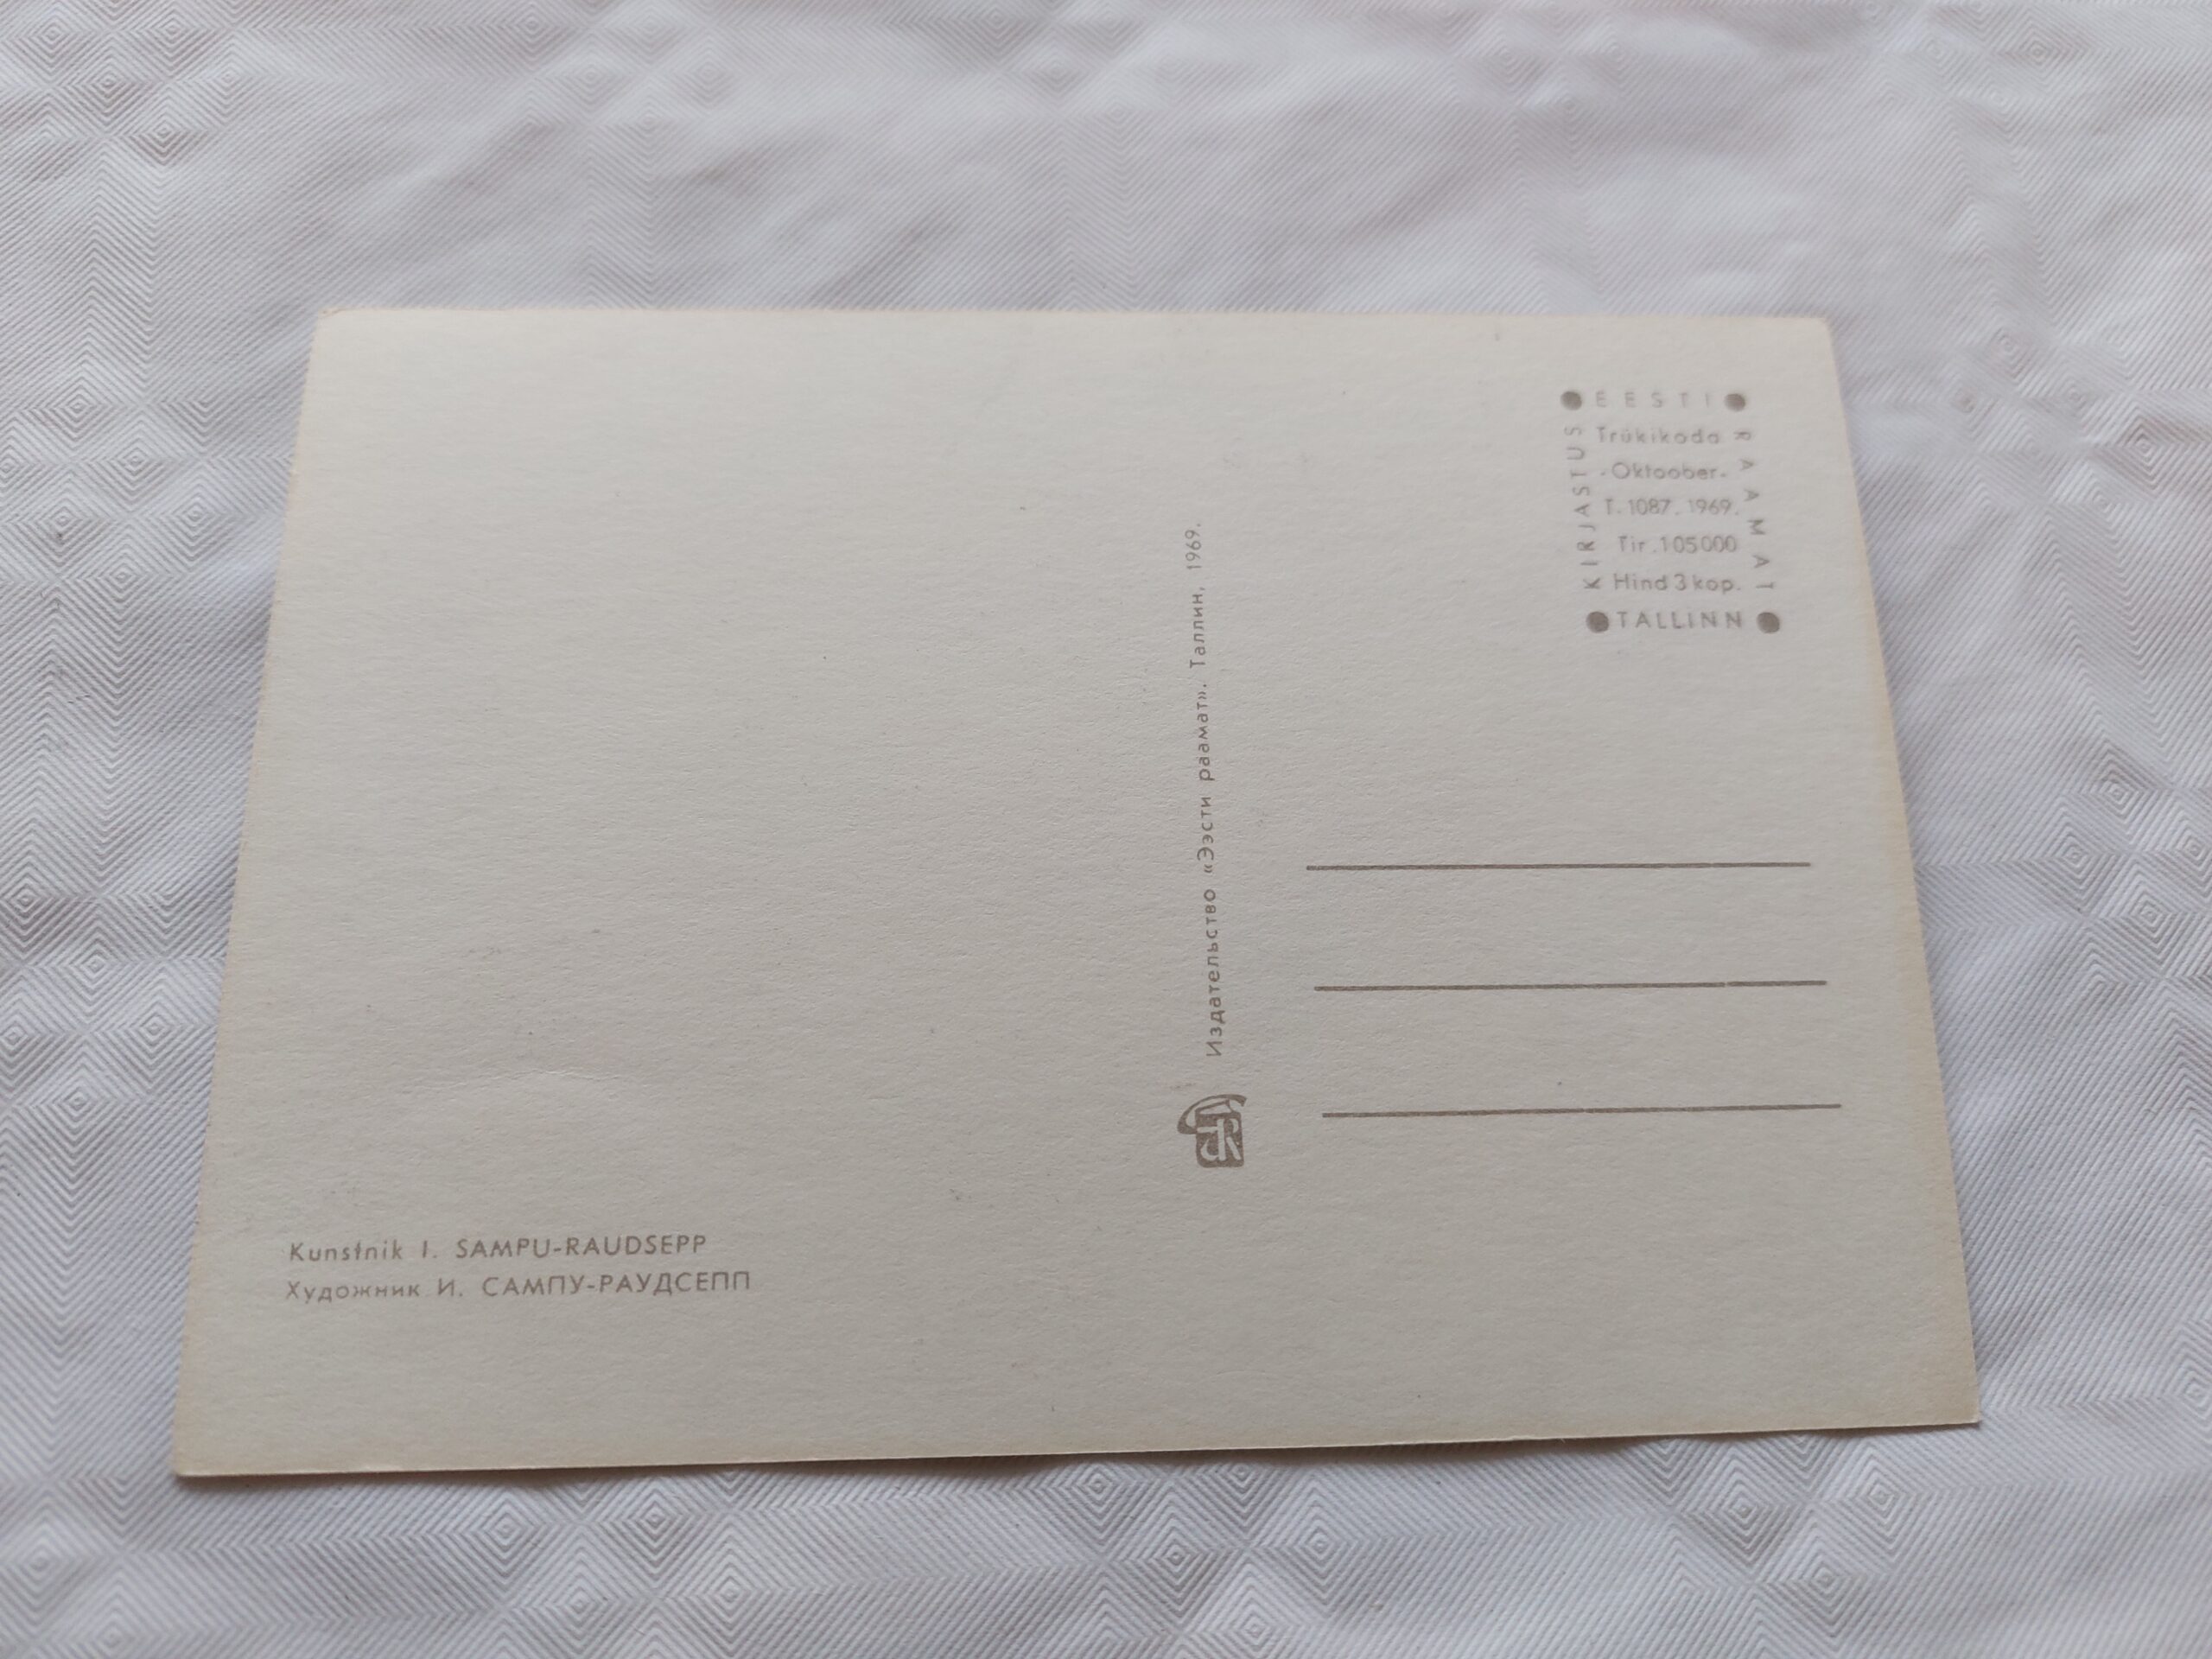 EESTI
KIRJASTUS
RAAMAT
Trükikoda
-Oktoober-
T. 1087. 1969.
Tir. 105000
Hind 3 kop.
TALLINN
Издательство «Ээсти раамат». Таллин, 1969.
Kunstnik I. SAMPU-RAUDSEPP
Художник И. САМПУ-РАУДСЕПП